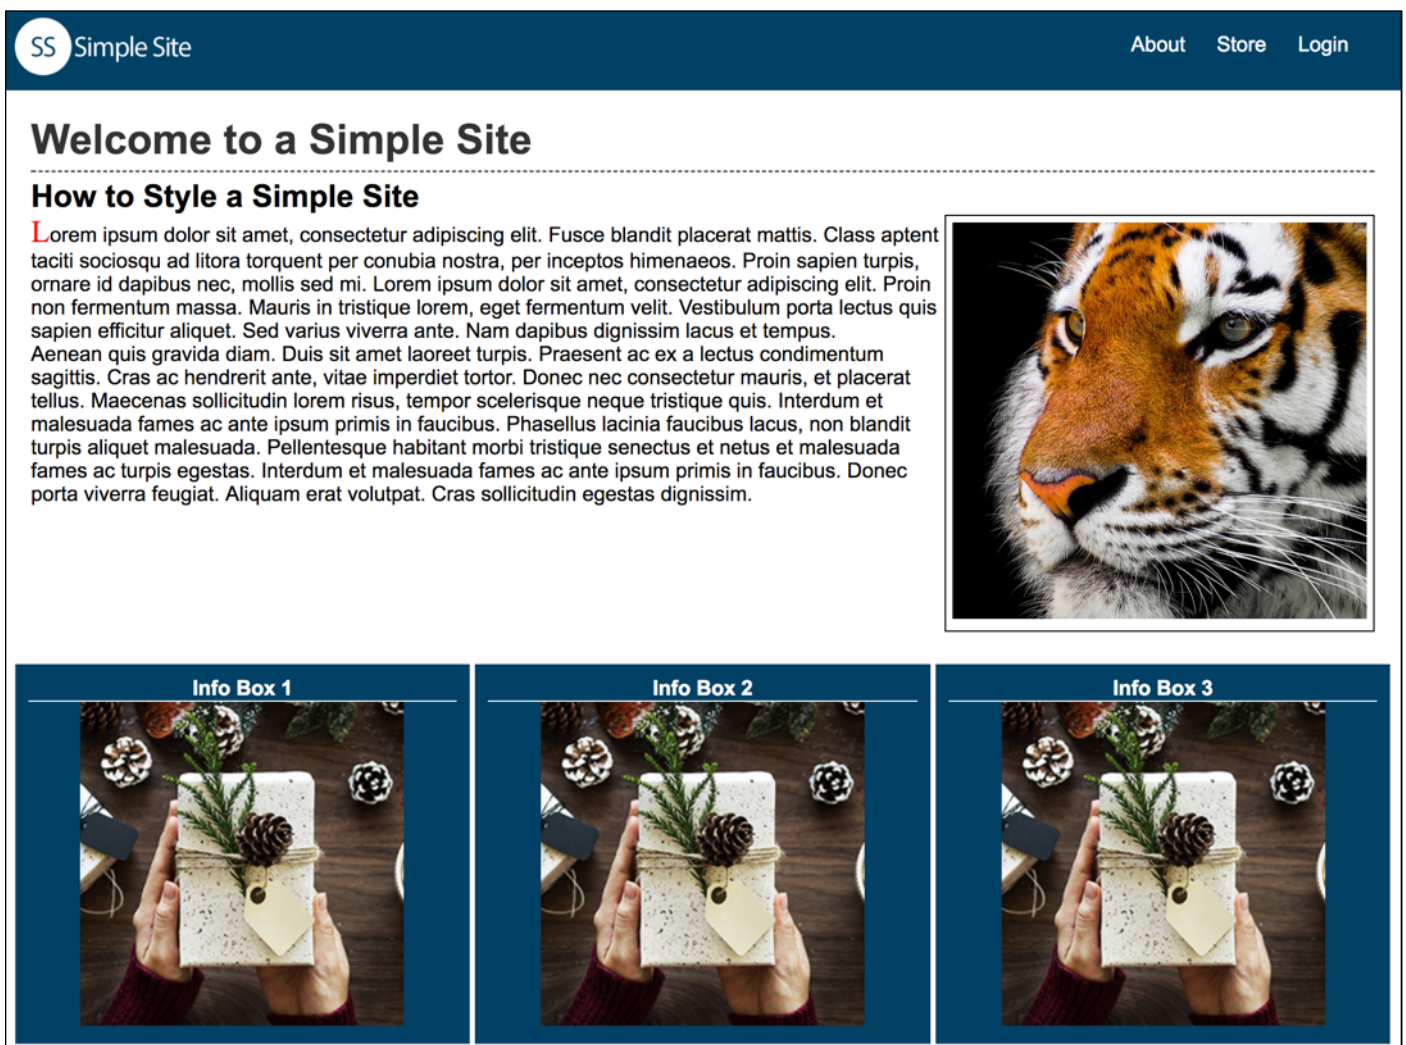 SS Simple Site
About Store Login
Welcome to a Simple Site
How to Style a Simple Site
Lorem ipsum dolor sit amet, consectetur adipiscing elit. Fusce blandit placerat mattis. Class aptent
taciti sociosqu ad litora torquent per conubia nostra, per inceptos himenaeos. Proin sapien turpis,
ornare id dapibus nec, mollis sed mi. Lorem ipsum dolor sit amet, consectetur adipiscing elit. Proin
non fermentum massa. Mauris in tristique lorem, eget fermentum velit. Vestibulum porta lectus quis
sapien efficitur aliquet. Sed varius viverra ante. Nam dapibus dignissim lacus et tempus.
Aenean quis gravida diam. Duis sit amet laoreet turpis. Praesent ac ex a lectus condimentum
sagittis. Cras ac hendrerit ante, vitae imperdiet tortor. Donec nec consectetur mauris, et placerat
tellus. Maecenas sollicitudin lorem risus, tempor scelerisque neque tristique quis. Interdum et
malesuada fames ac ante ipsum primis in faucibus. Phasellus lacinia faucibus lacus, non blandit
turpis aliquet malesuada. Pellentesque habitant morbi tristique senectus et netus et malesuada
fames ac turpis egestas. Interdum et malesuada fames ac ante ipsum primis in faucibus. Donec
porta viverra feugiat. Aliquam erat volutpat. Cras sollicitudin egestas dignissim.
Info Box 1
Info Box 2
Info Box 3